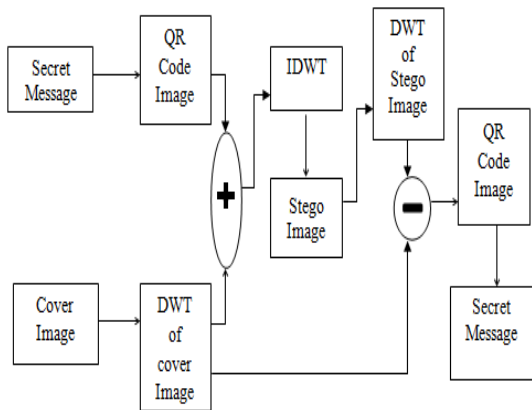 Secret
Message
QR
Code
Image
IDWT
DWT
of
Stego
Image
QR
Code
Image
+
Stego
Image
-
Cover
Image
DWT
of
cover
Image
Secret
Message